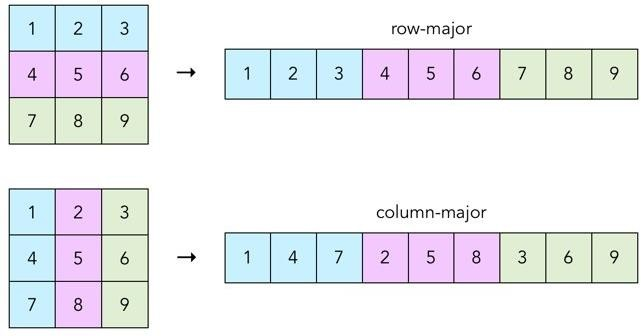 row-major
1 2 3
4 5 6
7 8 9
→
1 2 3 4 5 6 7 8 9
column-major
1 2 3
4 5 6
7 8 9
→
1 4 7 2 5 8 3 6 9